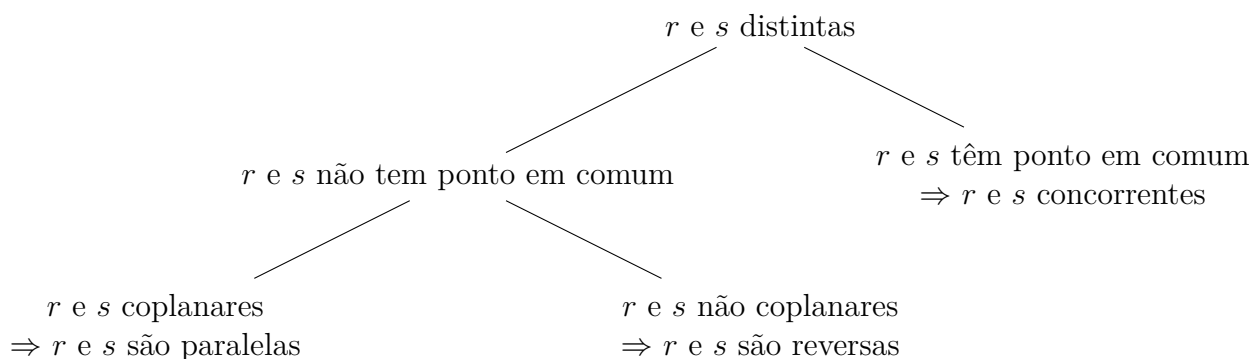 r e s distintas
r e s não tem ponto em comum
r e s têm ponto em comum
⇒ r e s concorrentes
r e s coplanares
⇒ r e s são paralelas
r e s não coplanares
⇒ r e s são reversas